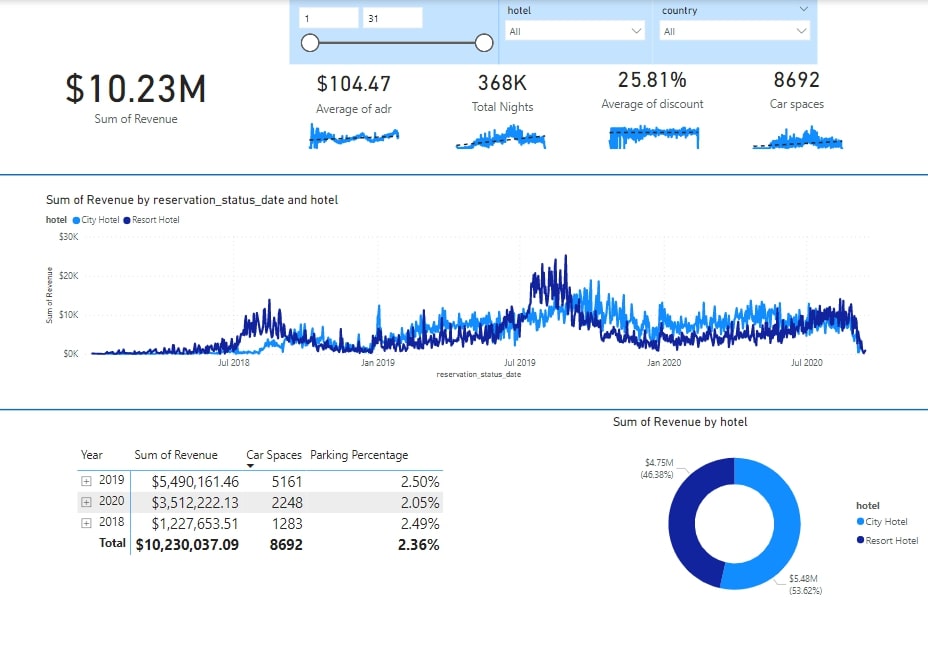 1 31
hotel
All
country
All
$10.23M
Sum of Revenue
$104.47
Average of adr
368K
Total Nights
25.81%
Average of discount
8692
Car spaces
Sum of Revenue by reservation_status_date and hotel
hotel City Hotel Resort Hotel
Sum of Revenue
$30K
$20K
$10K
$0K
Jul 2018 Jan 2019 Jul 2019 Jan 2020 Jul 2020
reservation_status_date
Year Sum of Revenue Car Spaces Parking Percentage
2019 $5,490,161.46 5161 2.50%
2020 $3,512,222.13 2248 2.05%
2018 $1,227,653.51 1283 2.49%
Total $10,230,037.09 8692 2.36%
Sum of Revenue by hotel
$4.75M
(46.38%)
$5.48M
(53.62%)
hotel
City Hotel
Resort Hotel